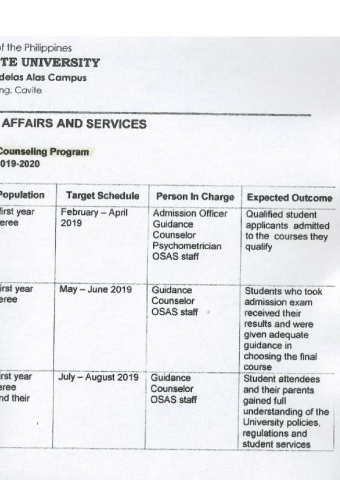 of the Philippines
TE UNIVERSITY
delas Alas Campus
ng, Cavite
AFFAIRS AND SERVICES
Counseling Program
2019-2020
Population Target Schedule Person In Charge Expected Outcome
first year February – April Admission Officer Qualified student
eree 2019 Guidance applicants admitted
Counselor to the courses they
Psychometrician qualify
OSAS staff
first year May – June 2019 Guidance Students who took
eree Counselor admission exam
OSAS staff received their
results and were
given adequate
guidance in
choosing the final
course
first year July – August 2019 Guidance Student attendees
eree Counselor and their parents
nd their OSAS staff gained full
understanding of the
University policies,
regulations and
student services